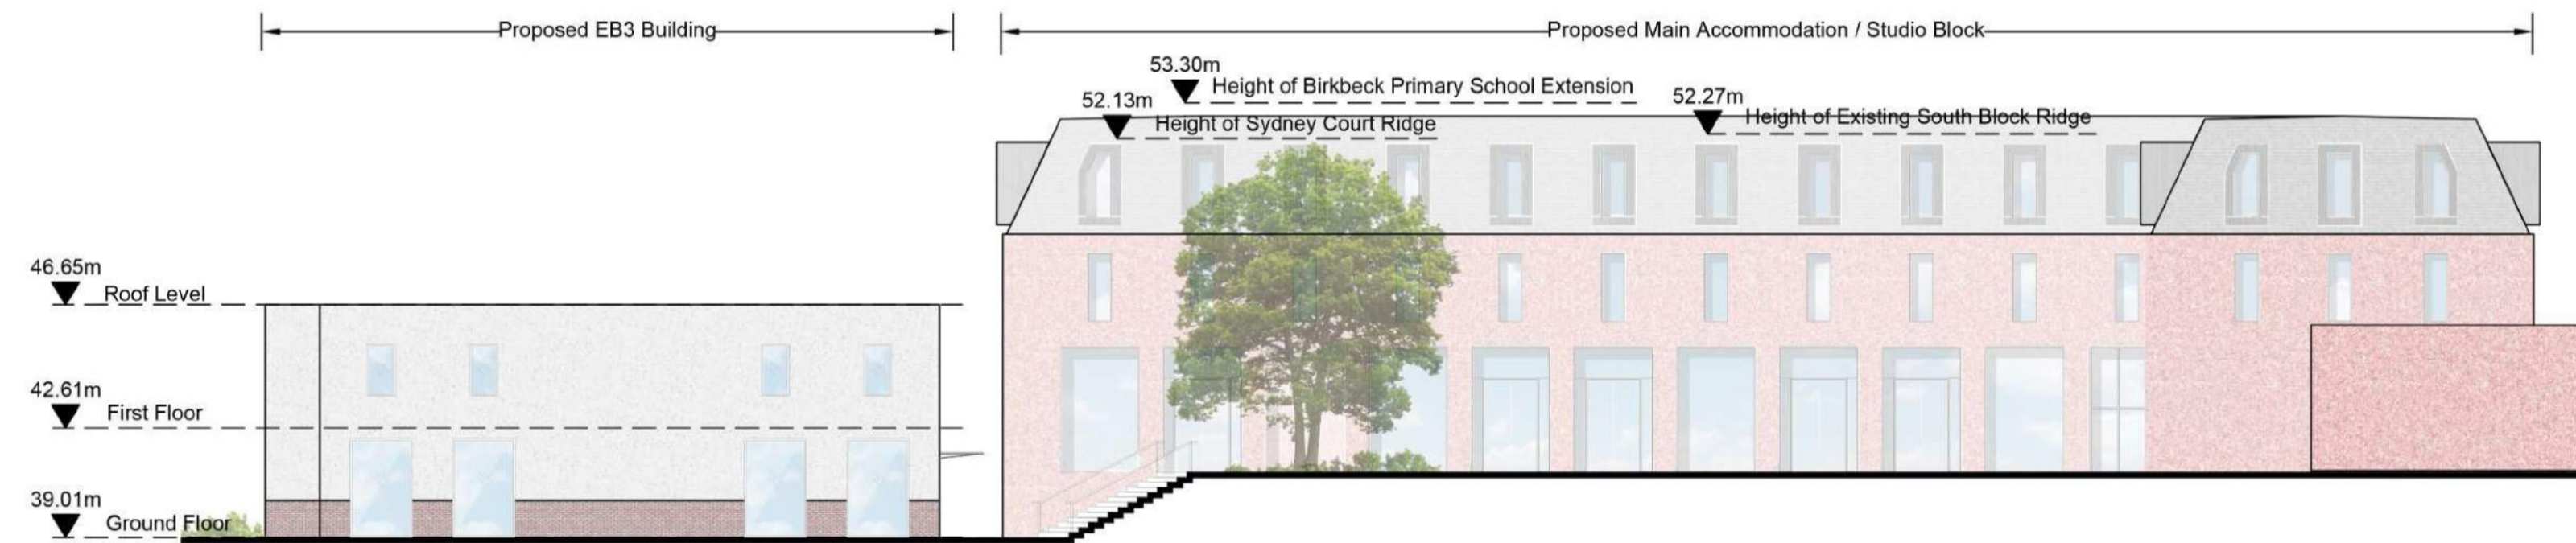 Proposed EB3 Building
Proposed Main Accommodation / Studio Block
53.30m
Height of Birkbeck Primary School Extension
52.13m
Height of Sydney Court Ridge
52.27m
Height of Existing South Block Ridge
46.65m
Roof Level
42.61m
First Floor
39.01m
Ground Floor